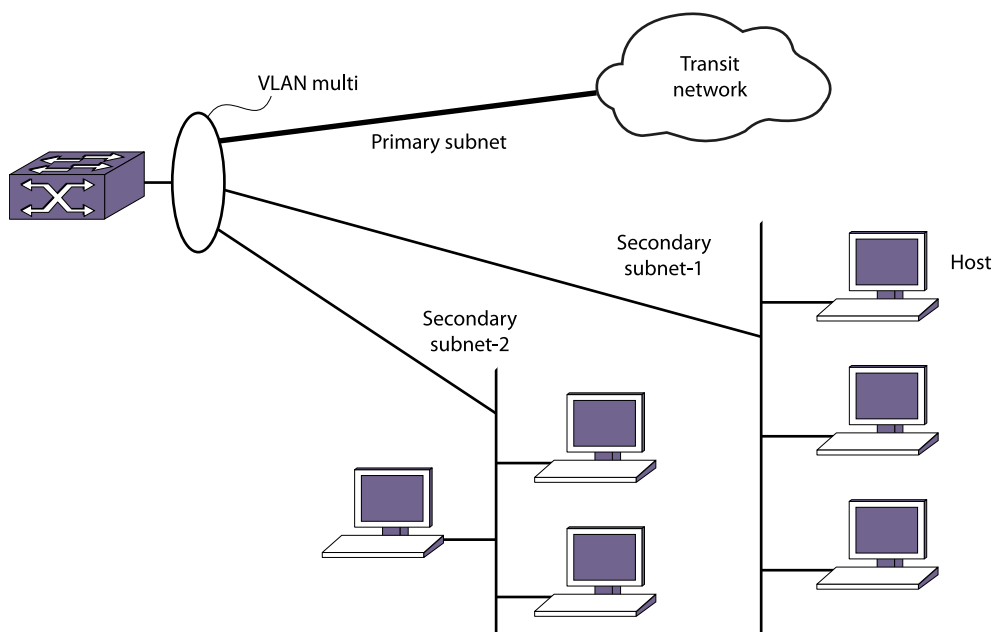 Transit
network
VLAN multi
Primary subnet
Secondary
subnet-1
Host
Secondary
subnet-2